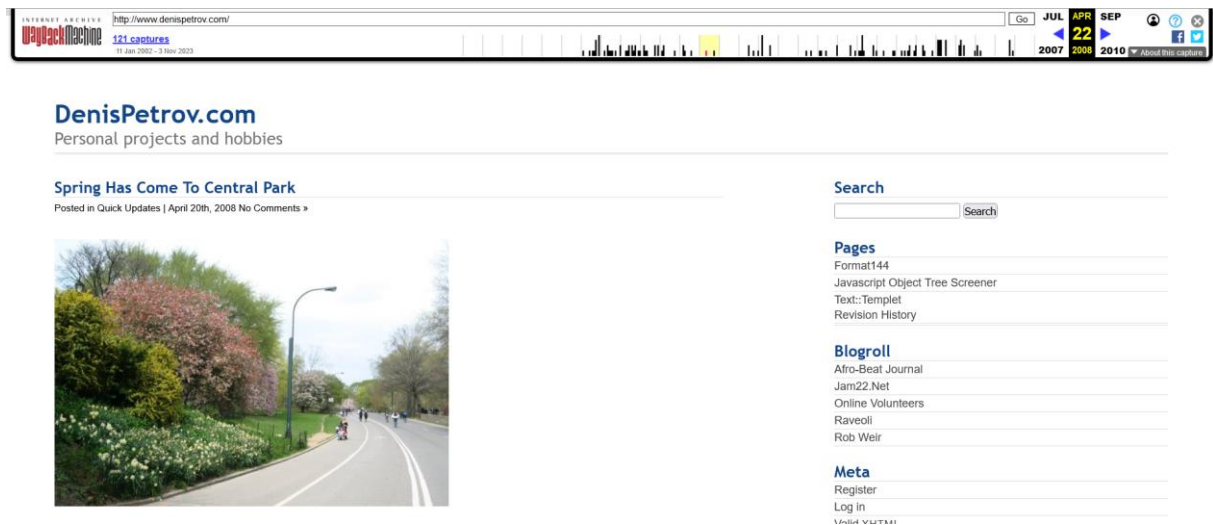 INTERNET ARCHIVE
WayBackMachine
http://www.denispetrov.com/
Go
121 captures
11 Jan 2002 - 3 Nov 2023
JUL APR SEP
22
2007 2008 2010
About this capture
DenisPetrov.com
Personal projects and hobbies
Spring Has Come To Central Park
Posted in Quick Updates | April 20th, 2008 No Comments »
Search
Search
Pages
Format144
Javascript Object Tree Screener
Text::Templet
Revision History
Blogroll
Afro-Beat Journal
Jam22.Net
Online Volunteers
Raveoli
Rob Weir
Meta
Register
Log in
Valid XHTML